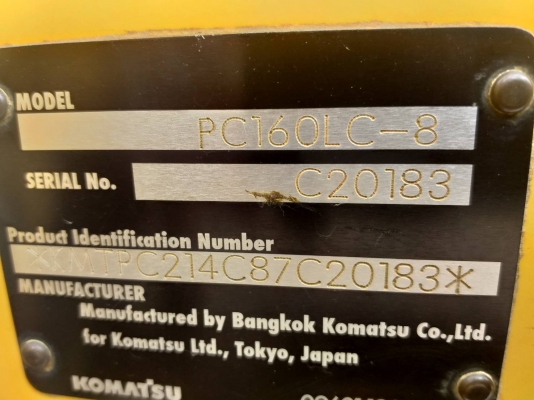 MODEL
PC160LC-8
SERIAL No.
C20183
Product Identification Number
MANUFACTURER
Manufactured by Bangkok Komatsu Co.,Ltd.
for Komatsu Ltd., Tokyo, Japan
KOMATSU